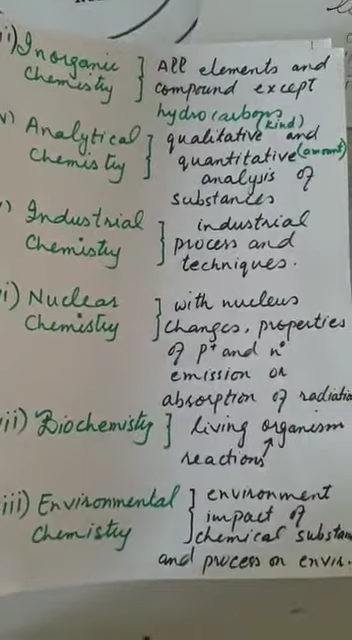 ii) Inorganic Chemistry } All elements and compound except hydrocarbons
v) Analytical Chemistry } qualitative (kind) and quantitative (amount) analysis of substances
) Industrial Chemistry } industrial process and techniques.
i) Nuclear Chemistry } with nucleus changes, properties of p+ and n° emission or absorption of radiatio
ii) Biochemisty } living organism reactions
iii) Environmental Chemistry } environment impact of chemical substan and process on envir.